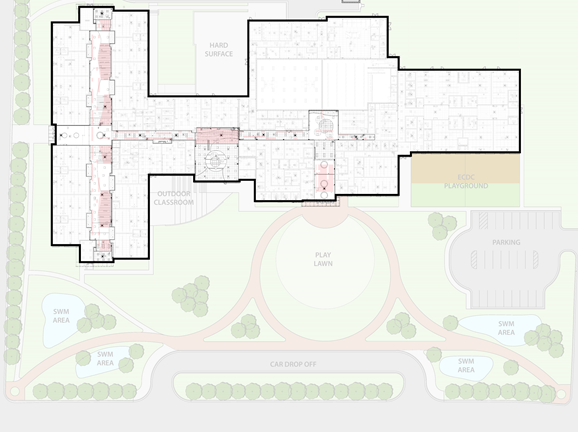 HARD
SURFACE
ECDC
PLAYGROUND
OUTDOOR
CLASSROOM
PARKING
PLAY
LAWN
SWM
AREA
SWM
AREA
SWM
AREA
SWM
AREA
CAR DROP OFF